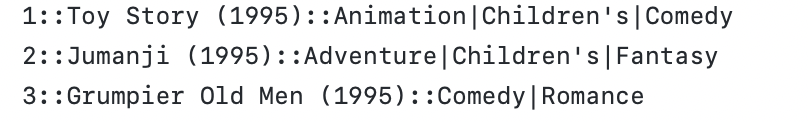 1::Toy Story (1995)::Animation|Children's|Comedy
2::Jumanji (1995)::Adventure|Children's|Fantasy
3::Grumpier Old Men (1995)::Comedy|Romance